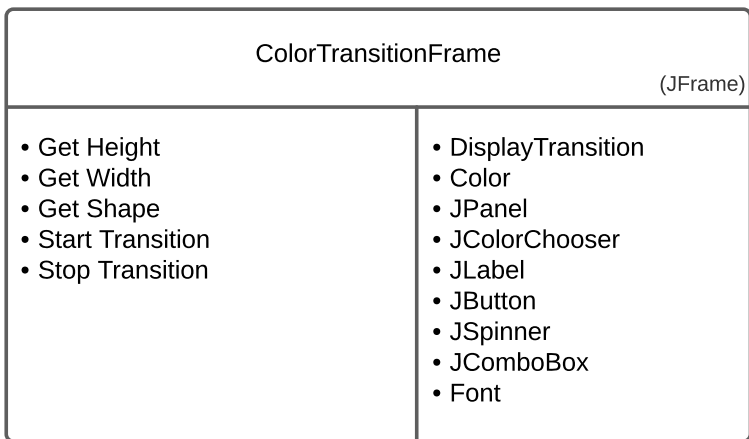 ColorTransitionFrame
(JFrame)
• Get Height
• Get Width
• Get Shape
• Start Transition
• Stop Transition
• DisplayTransition
• Color
• JPanel
• JColorChooser
• JLabel
• JButton
• JSpinner
• JComboBox
• Font